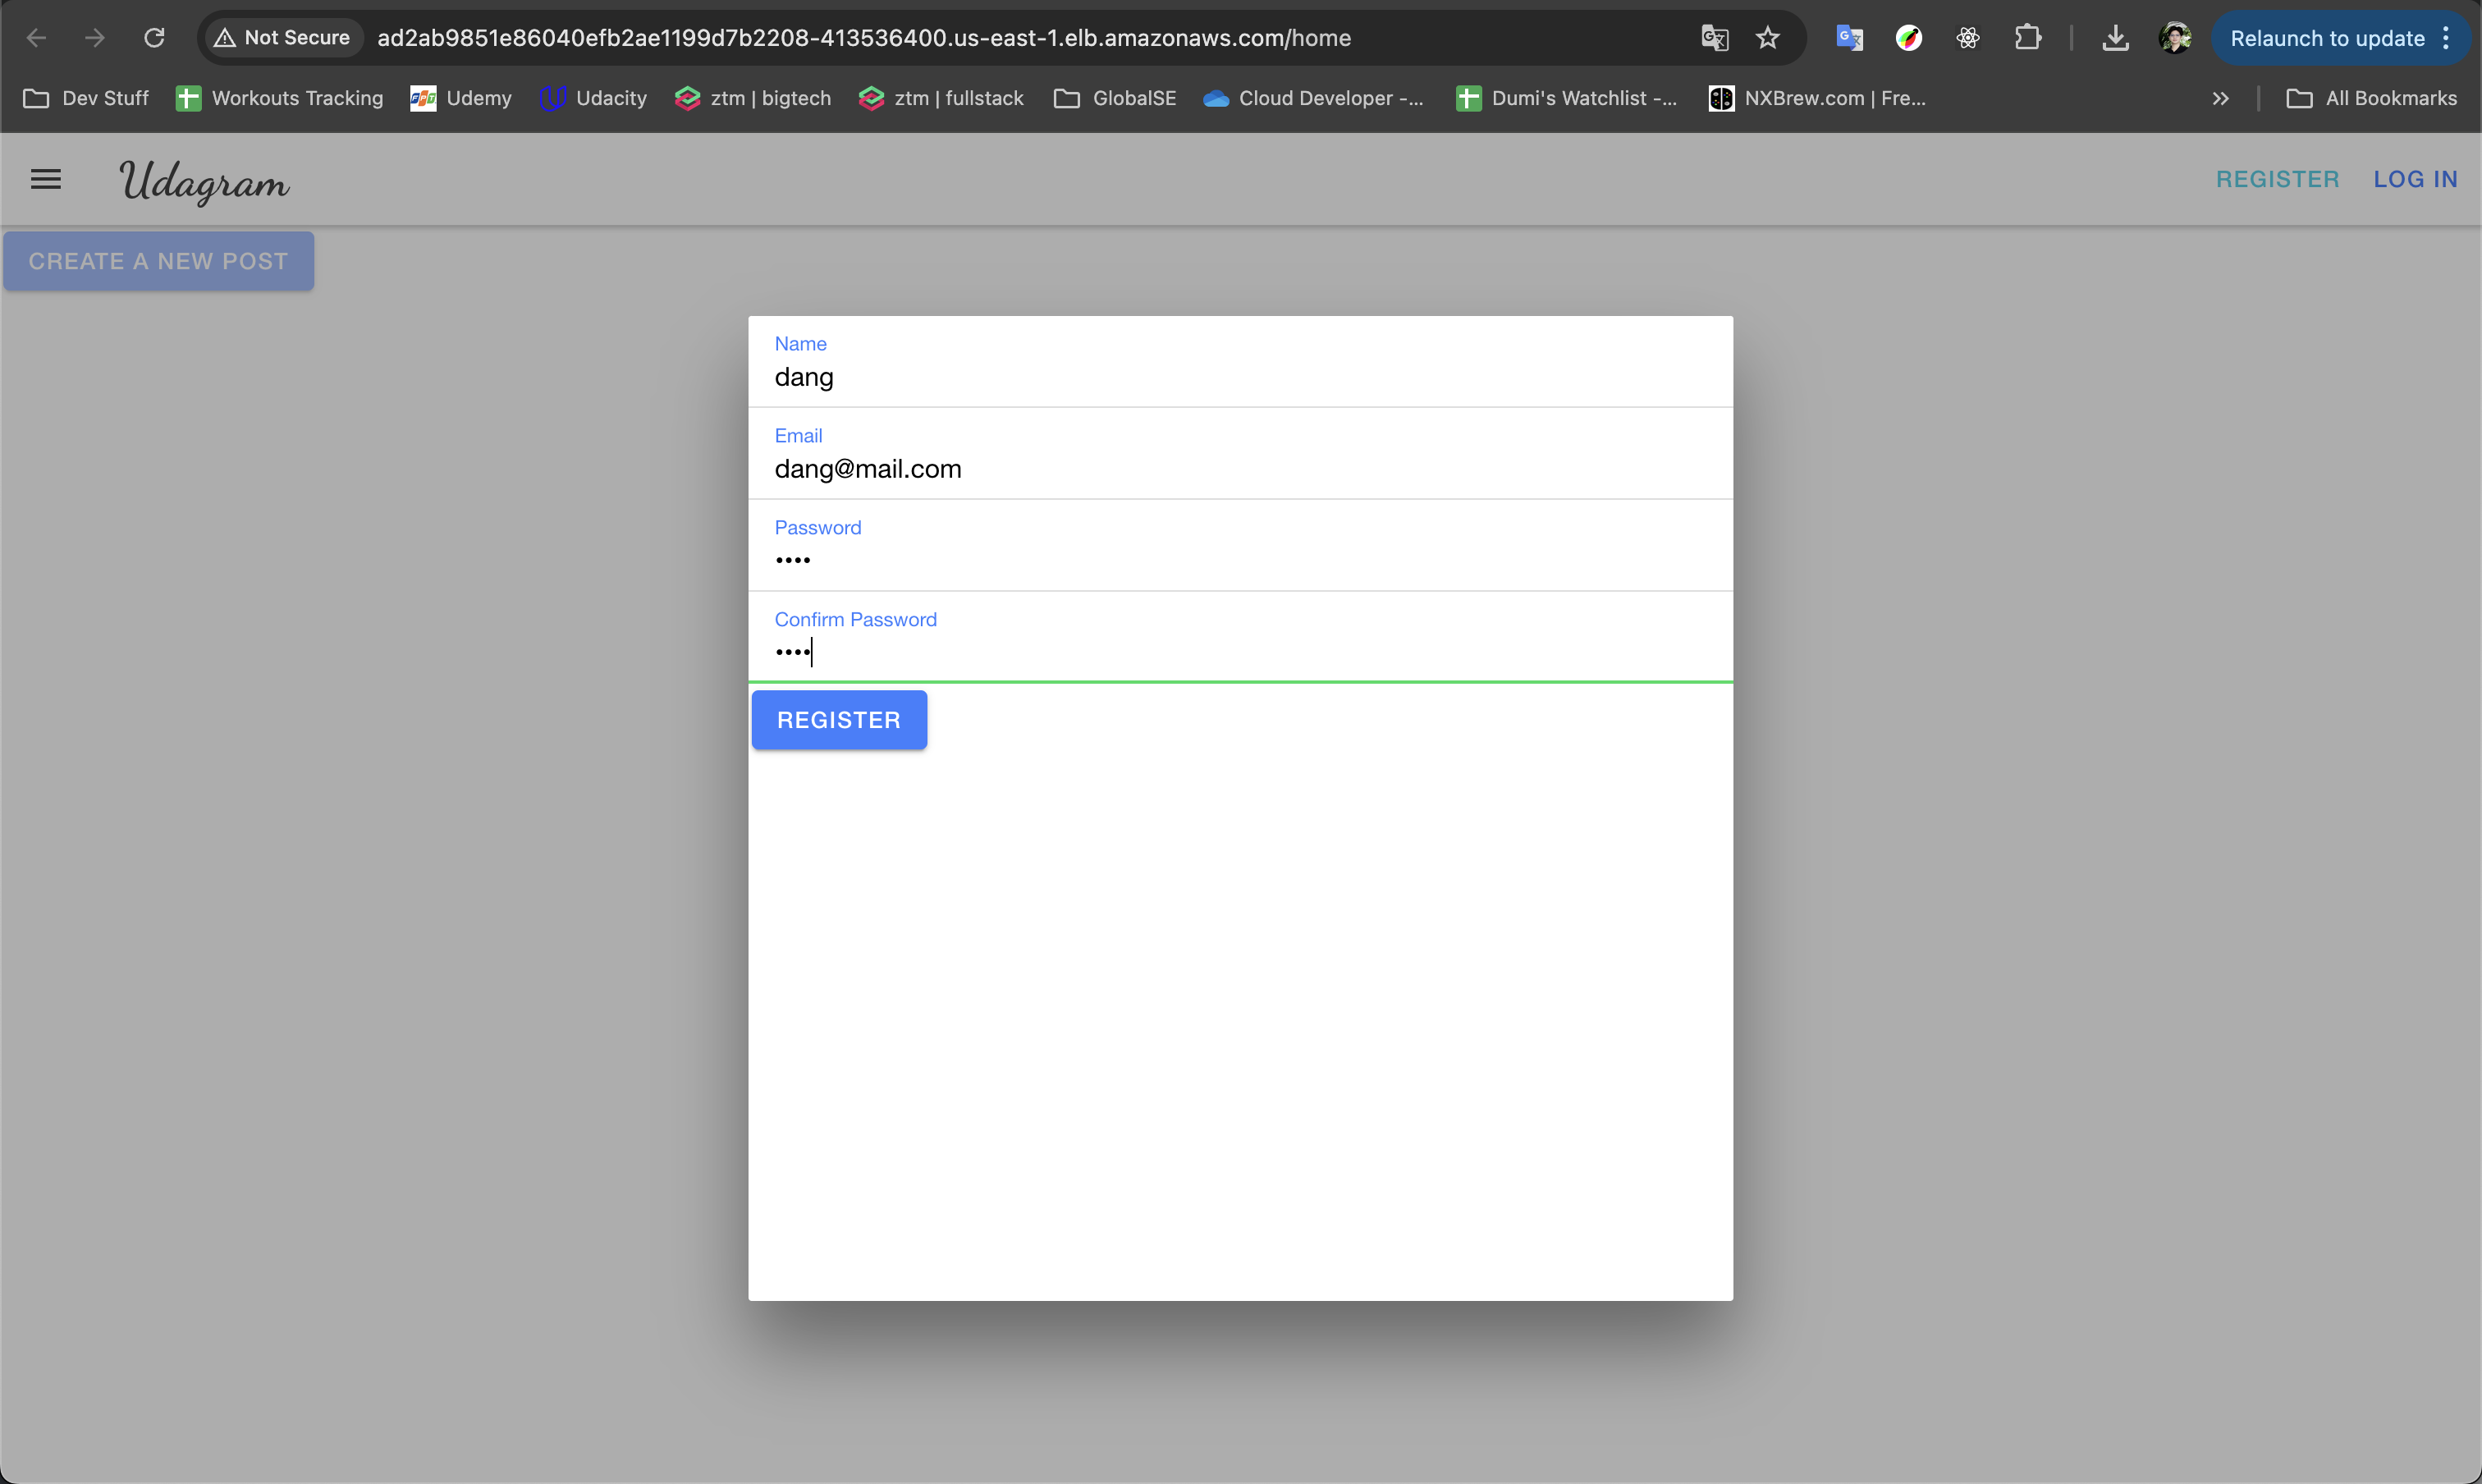 Not Secure ad2ab9851e86040efb2ae1199d7b2208-413536400.us-east-1.elb.amazonaws.com/home Relaunch to update
Dev Stuff Workouts Tracking FPT Udemy Udacity ztm | bigtech ztm | fullstack GlobalSE Cloud Developer -... Dumi's Watchlist -... NXBrew.com | Fre... All Bookmarks
Udagram REGISTER LOG IN
CREATE A NEW POST
Name
dang
Email
dang@mail.com
Password
••••
Confirm Password
••••
REGISTER